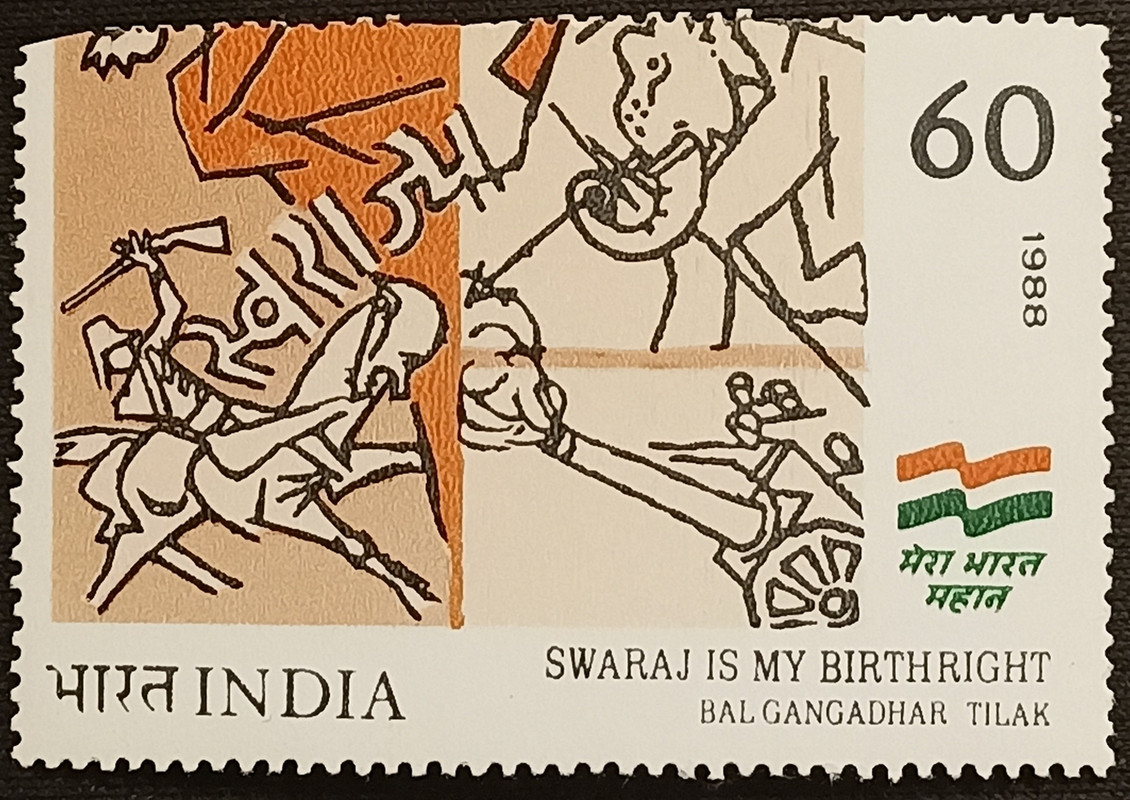 60
1988
स्वराज्य
मेरा भारत
महान
भारत INDIA
SWARAJ IS MY BIRTHRIGHT
BAL GANGADHAR TILAK